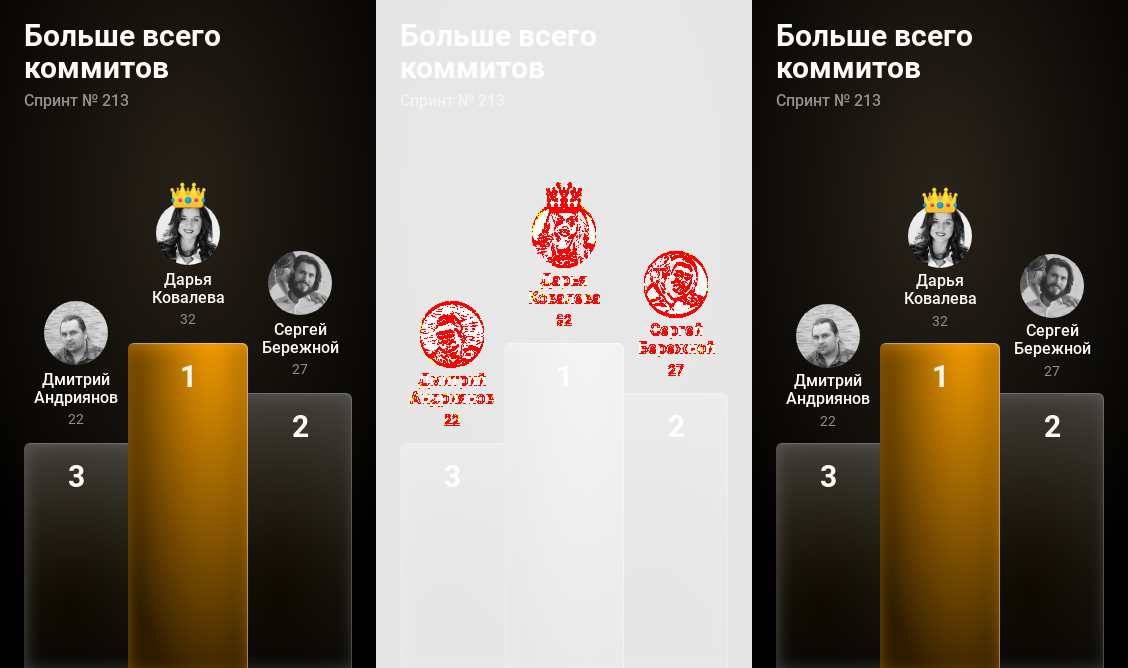 Больше всего
коммитов
Спринт № 213
Дарья
Ковалева
32
Сергей
Бережной
27
Дмитрий
Андриянов
22
1
2
3
Больше всего
коммитов
Спринт № 213
Дарья
Ковалева
32
Сергей
Бережной
27
Дмитрий
Андриянов
22
1
2
3
Больше всего
коммитов
Спринт № 213
Дарья
Ковалева
32
Сергей
Бережной
27
Дмитрий
Андриянов
22
1
2
3